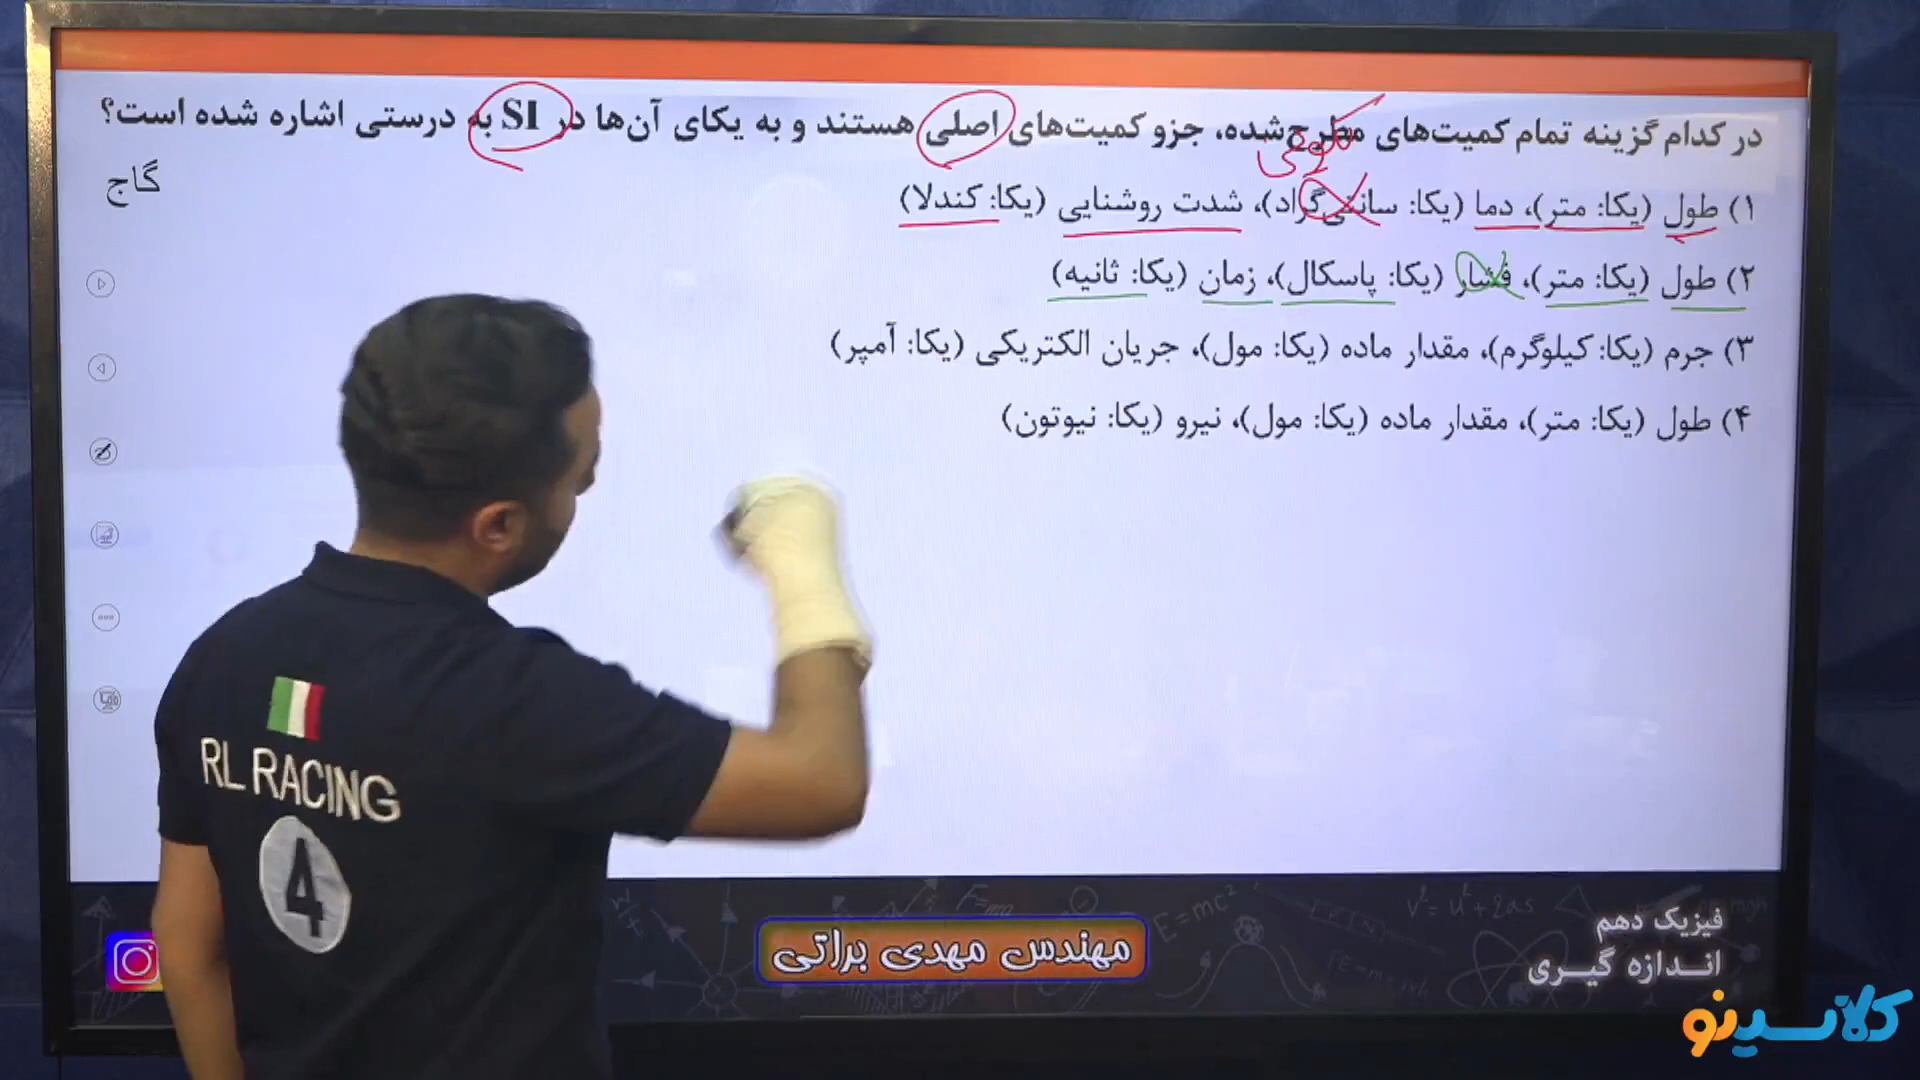 در کدام گزینه تمام کمیت‌های مطرح‌شده، جزو کمیت‌های اصلی هستند و به یکای آن‌ها در SI به درستی اشاره شده است؟
گاج
۱) طول (یکا: متر)، دما (یکا: سانتی‌گراد)، شدت روشنایی (یکا: کندلا)
۲) طول (یکا: متر)، فشار (یکا: پاسکال)، زمان (یکا: ثانیه)
۳) جرم (یکا: کیلوگرم)، مقدار ماده (یکا: مول)، جریان الکتریکی (یکا: آمپر)
۴) طول (یکا: متر)، مقدار ماده (یکا: مول)، نیرو (یکا: نیوتون)
RL RACING
4
مهندس مهدی براتی
E=mc²
V²=U²+2as
فیزیک دهم
اندازه گیری
کلاسینو